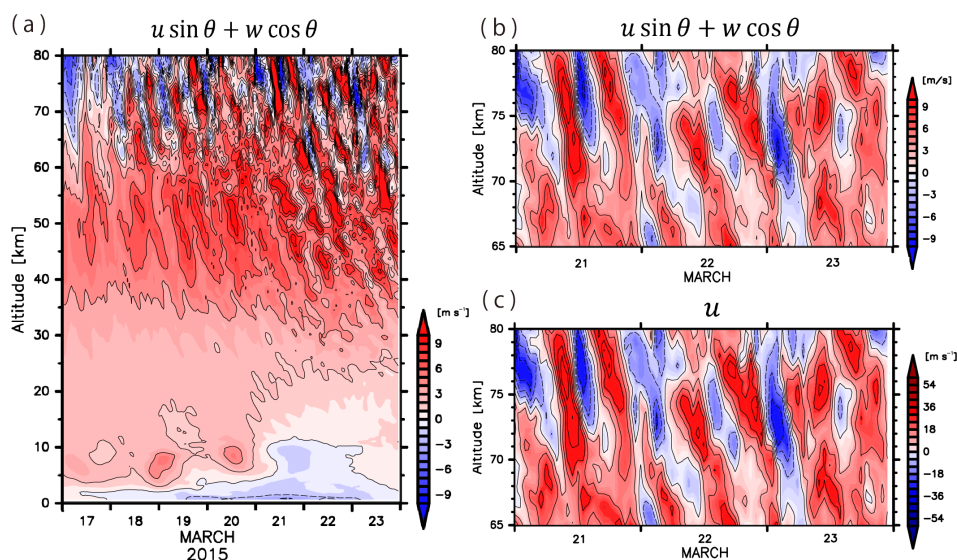 (a)
u sin θ + w cos θ
80
70
60
50
40
30
20
10
0
Altitude [km]
17 18 19 20 21 22 23
MARCH
2015
[m s⁻¹]
9
6
3
0
−3
−6
−9
(b)
u sin θ + w cos θ
80
75
70
65
Altitude [km]
21 22 23
MARCH
[m/s]
9
6
3
0
−3
−6
−9
(c)
u
80
75
70
65
Altitude [km]
21 22 23
MARCH
[m s⁻¹]
54
36
18
0
−18
−36
−54